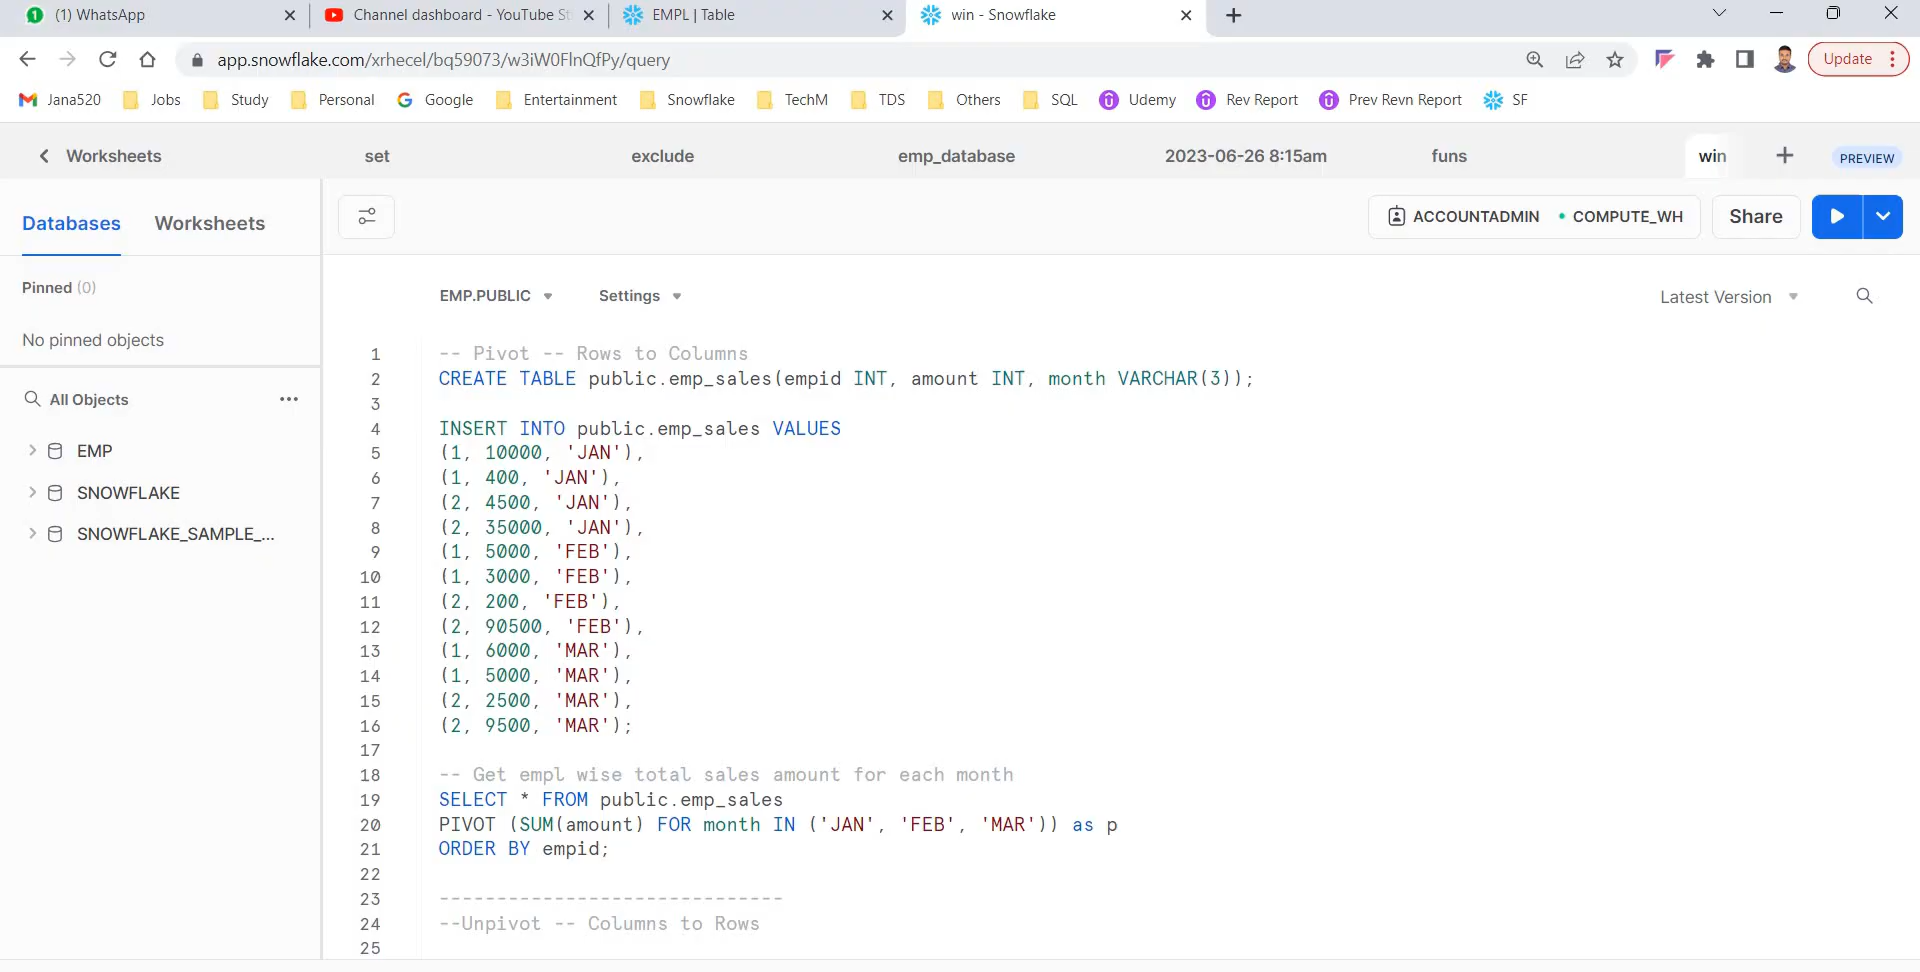 (1) WhatsApp
Channel dashboard - YouTube St
EMPL | Table
win - Snowflake
app.snowflake.com/xrhecel/bq59073/w3iW0FlnQfPy/query
Update
Jana520
Jobs
Study
Personal
Google
Entertainment
Snowflake
TechM
TDS
Others
SQL
Udemy
Rev Report
Prev Revn Report
SF
Worksheets
set
exclude
emp_database
2023-06-26 8:15am
funs
win
PREVIEW
Databases
Worksheets
ACCOUNTADMIN
COMPUTE_WH
Share
Pinned (0)
No pinned objects
All Objects
EMP
SNOWFLAKE
SNOWFLAKE_SAMPLE_...
EMP.PUBLIC
Settings
Latest Version
1 -- Pivot -- Rows to Columns
2 CREATE TABLE public.emp_sales(empid INT, amount INT, month VARCHAR(3));
3
4 INSERT INTO public.emp_sales VALUES
5 (1, 10000, 'JAN'),
6 (1, 400, 'JAN'),
7 (2, 4500, 'JAN'),
8 (2, 35000, 'JAN'),
9 (1, 5000, 'FEB'),
10 (1, 3000, 'FEB'),
11 (2, 200, 'FEB'),
12 (2, 90500, 'FEB'),
13 (1, 6000, 'MAR'),
14 (1, 5000, 'MAR'),
15 (2, 2500, 'MAR'),
16 (2, 9500, 'MAR');
17
18 -- Get empl wise total sales amount for each month
19 SELECT * FROM public.emp_sales
20 PIVOT (SUM(amount) FOR month IN ('JAN', 'FEB', 'MAR')) as p
21 ORDER BY empid;
22
23 ------------------------------
24 --Unpivot -- Columns to Rows
25